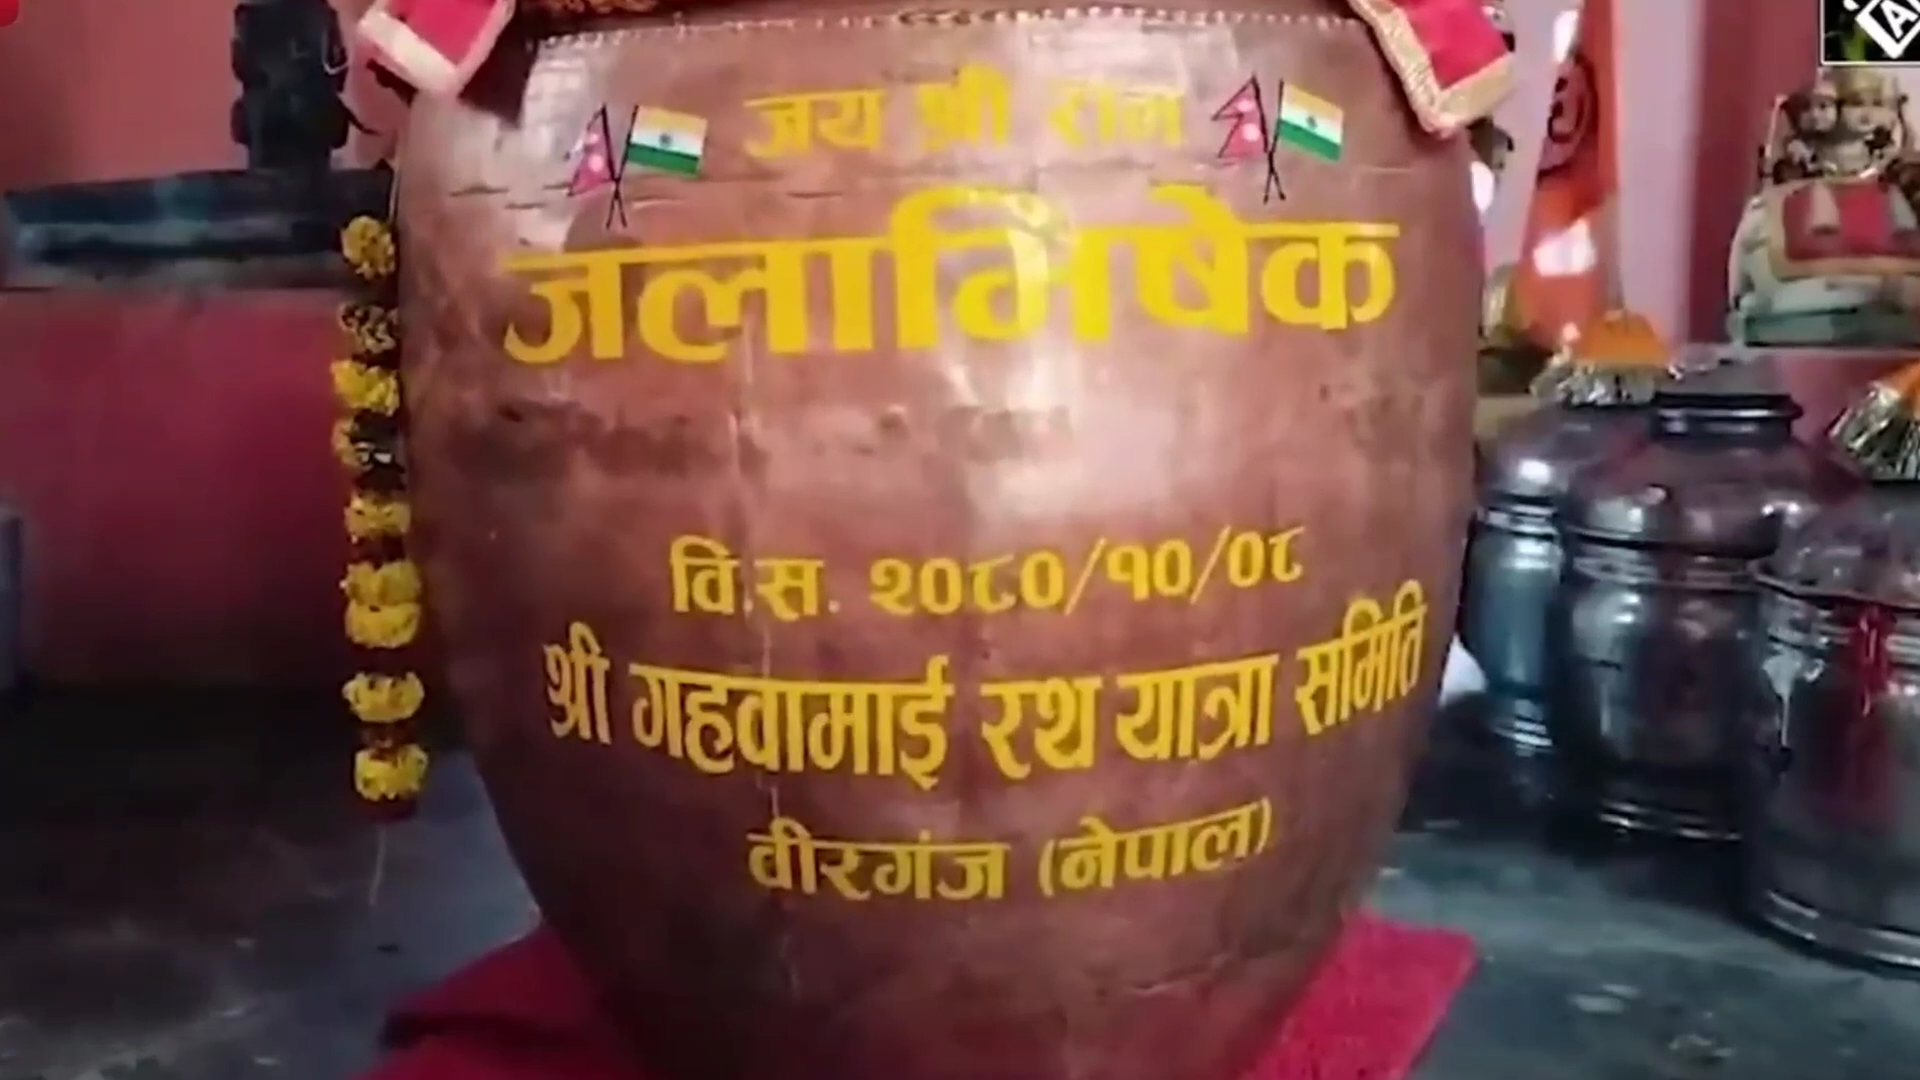 जय श्री राम
जलाभिषेक
वि.स. २०८०/१०/०८
श्री गहवामाई रथ यात्रा समिति
वीरगंज (नेपाल)